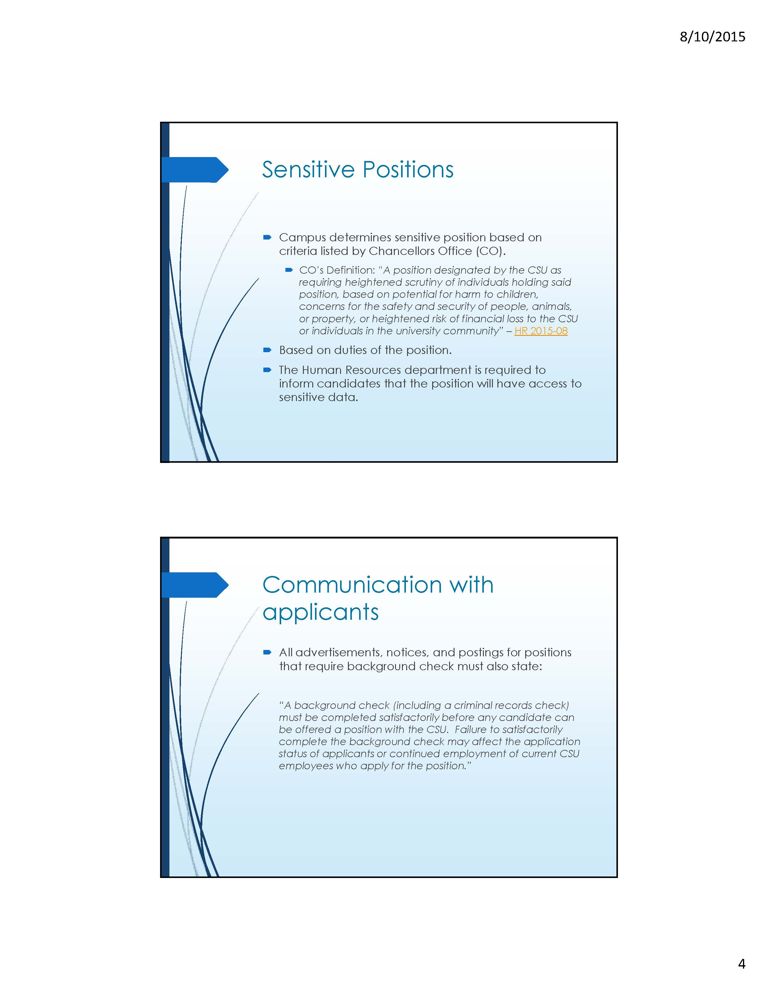 8/10/2015
Sensitive Positions
Campus determines sensitive position based on
criteria listed by Chancellors Office (CO).
CO’s Definition: “A position designated by the CSU as
requiring heightened scrutiny of individuals holding said
position, based on potential for harm to children,
concerns for the safety and security of people, animals,
or property, or heightened risk of financial loss to the CSU
or individuals in the university community” – HR 2015-08
Based on duties of the position.
The Human Resources department is required to
inform candidates that the position will have access to
sensitive data.
Communication with
applicants
All advertisements, notices, and postings for positions
that require background check must also state:
“A background check (including a criminal records check)
must be completed satisfactorily before any candidate can
be offered a position with the CSU.  Failure to satisfactorily
complete the background check may affect the application
status of applicants or continued employment of current CSU
employees who apply for the position.”
4